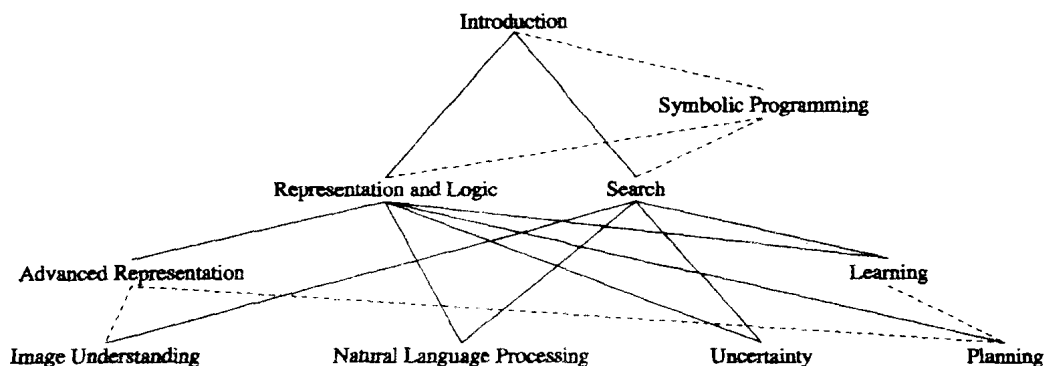 Introduction
Symbolic Programming
Representation and Logic
Search
Advanced Representation
Learning
Image Understanding
Natural Language Processing
Uncertainty
Planning